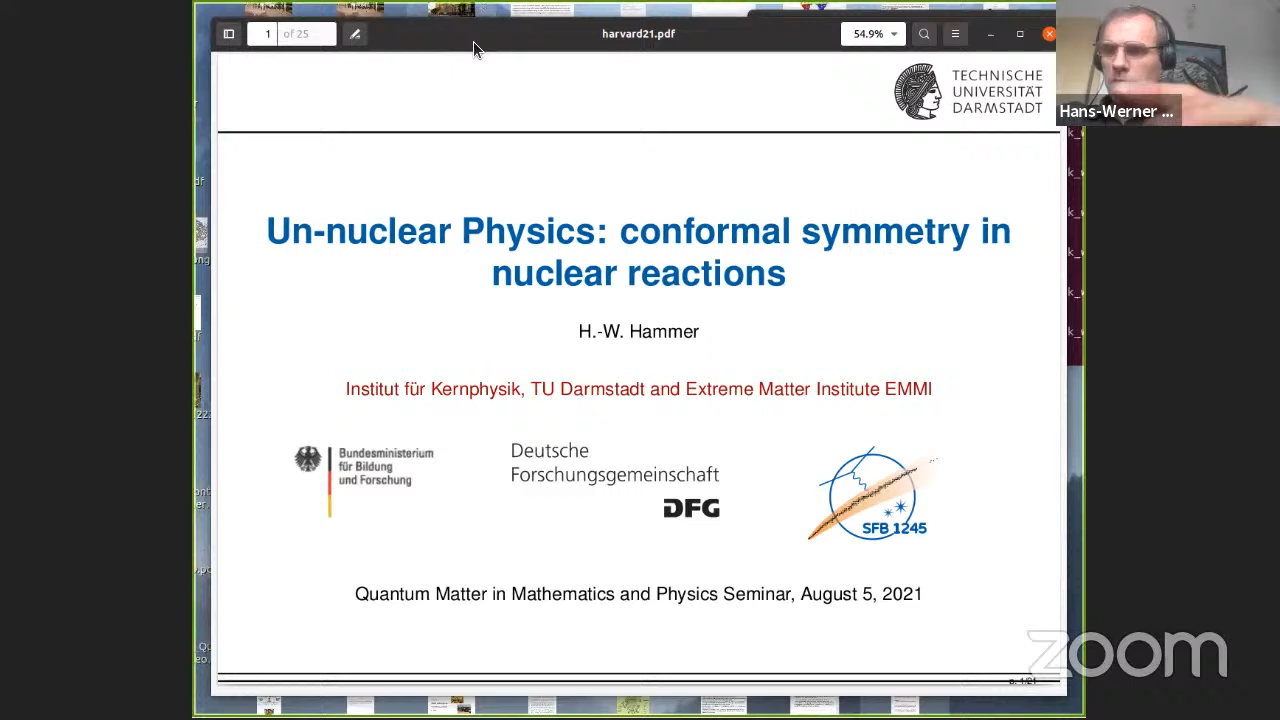 1 of 25
harvard21.pdf
54.9%
TECHNISCHE
UNIVERSITÄT
DARMSTADT
Hans-Werner ...
Un-nuclear Physics: conformal symmetry in
nuclear reactions
H.-W. Hammer
Institut für Kernphysik, TU Darmstadt and Extreme Matter Institute EMMI
Bundesministerium
für Bildung
und Forschung
Deutsche
Forschungsgemeinschaft
DFG
SFB 1245
Quantum Matter in Mathematics and Physics Seminar, August 5, 2021
zoom